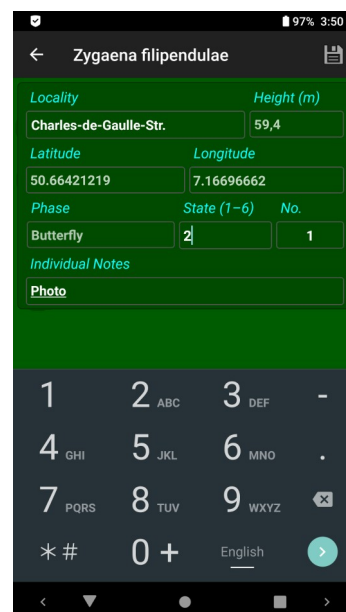 97% 3:50
Zygaena filipendulae
Locality Height (m)
Charles-de-Gaulle-Str. 59,4
Latitude Longitude
50.66421219 7.16696662
Phase State (1–6) No.
Butterfly 2 1
Individual Notes
Photo
1 2 ABC 3 DEF -
4 GHI 5 JKL 6 MNO .
7 PQRS 8 TUV 9 WXYZ
*# 0 + English